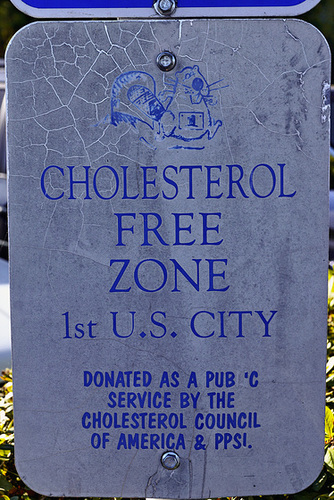 CHOLESTEROL
FREE
ZONE
1st U.S. CITY
DONATED AS A PUB 'C
SERVICE BY THE
CHOLESTEROL COUNCIL
OF AMERICA & PPSI.